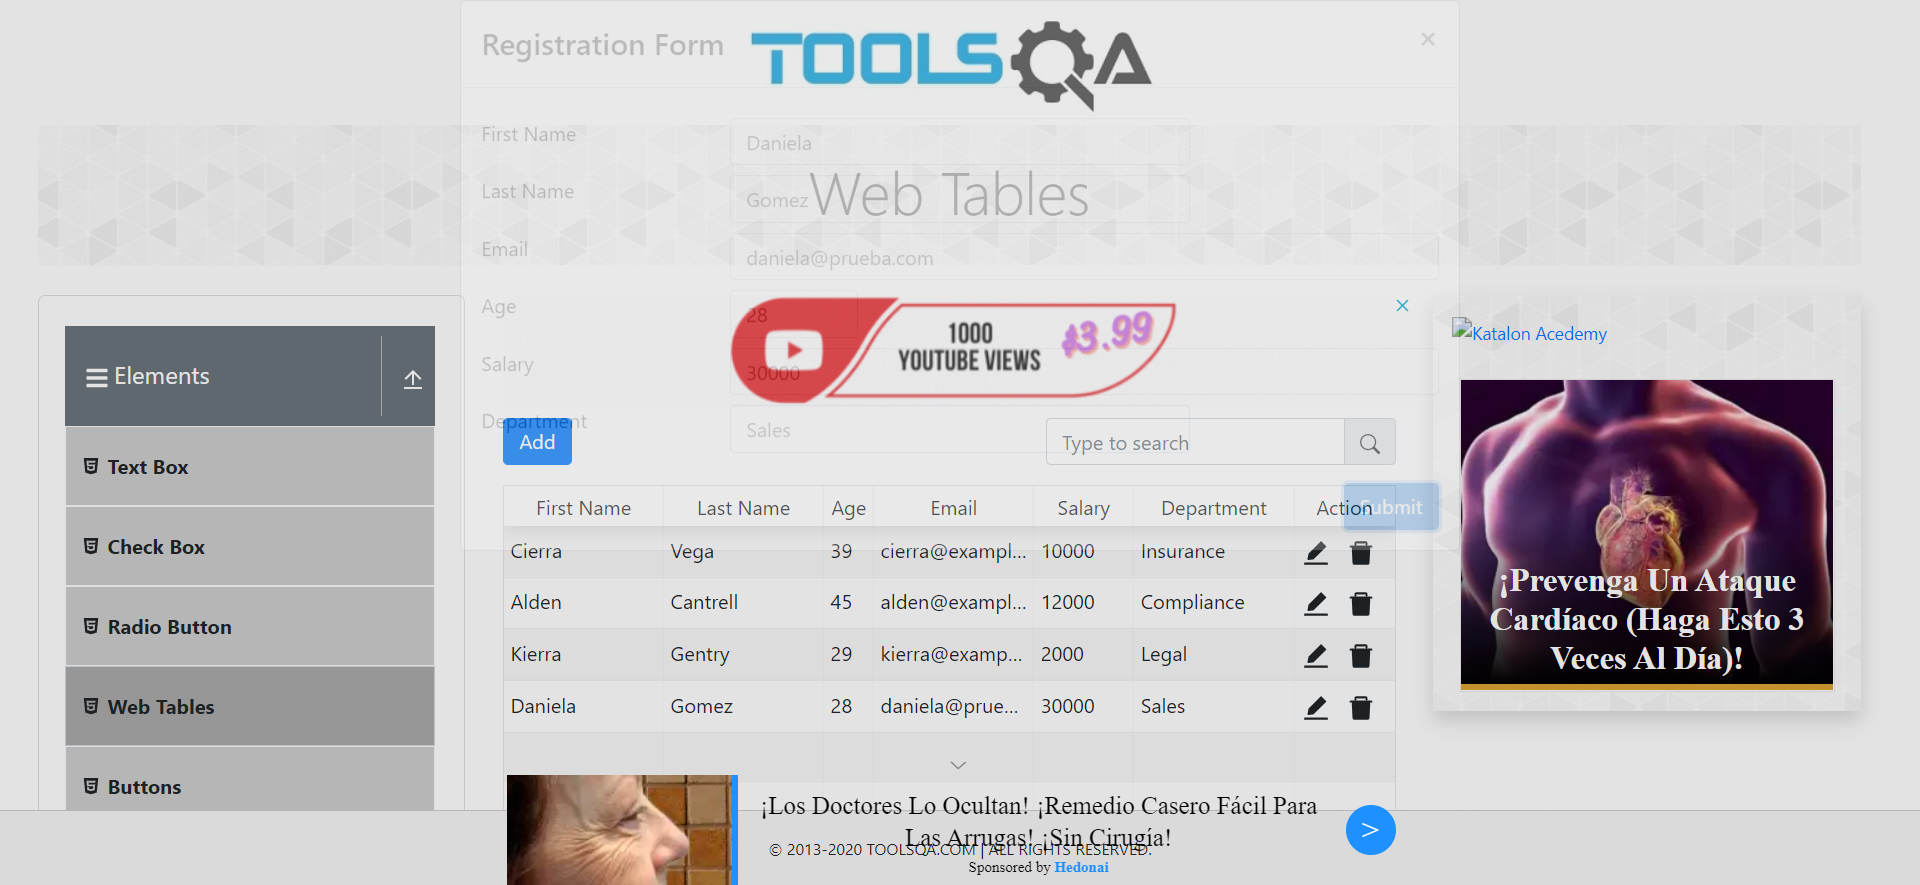 Registration Form
TOOLSQA
×
First Name
Daniela
Last Name
Gomez
Web Tables
Email
daniela@prueba.com
Age
28
1000
YOUTUBE VIEWS
$3.99
Salary
30000
Department
Sales
Submit
Elements
Text Box
Check Box
Radio Button
Web Tables
Buttons
Add
Type to search
First Name Last Name Age Email Salary Department Action
Cierra Vega 39 cierra@exampl... 10000 Insurance
Alden Cantrell 45 alden@exampl... 12000 Compliance
Kierra Gentry 29 kierra@examp... 2000 Legal
Daniela Gomez 28 daniela@prue... 30000 Sales
Katalon Acedemy
¡Prevenga Un Ataque
Cardíaco (Haga Esto 3
Veces Al Día)!
¡Los Doctores Lo Ocultan! ¡Remedio Casero Fácil Para
Las Arrugas! ¡Sin Cirugía!
© 2013-2020 TOOLSQA.COM | ALL RIGHTS RESERVED.
Sponsored by Hedonai